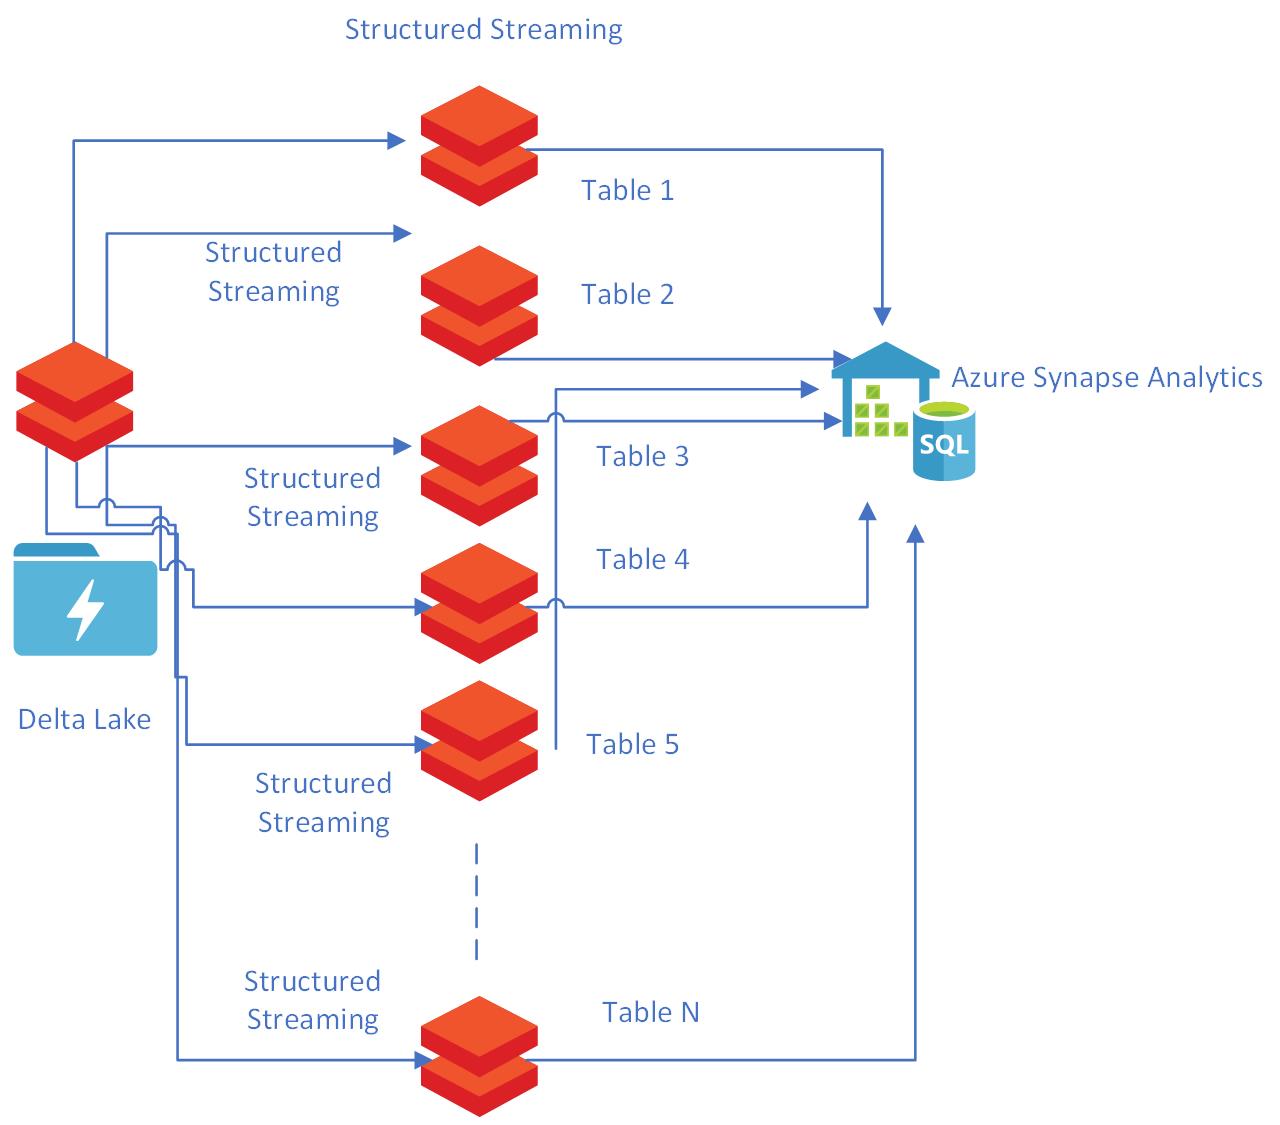 Structured Streaming
Table 1
Structured
Streaming
Table 2
Azure Synapse Analytics
Table 3
Structured
Streaming
Table 4
SQL
Delta Lake
Table 5
Structured
Streaming
Structured
Streaming
Table N